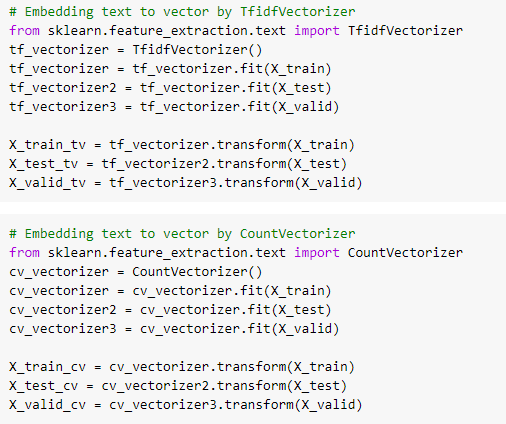 # Embedding text to vector by TfidfVectorizer
from sklearn.feature_extraction.text import TfidfVectorizer
tf_vectorizer = TfidfVectorizer()
tf_vectorizer = tf_vectorizer.fit(X_train)
tf_vectorizer2 = tf_vectorizer.fit(X_test)
tf_vectorizer3 = tf_vectorizer.fit(X_valid)

X_train_tv = tf_vectorizer.transform(X_train)
X_test_tv = tf_vectorizer2.transform(X_test)
X_valid_tv = tf_vectorizer3.transform(X_valid)

# Embedding text to vector by CountVectorizer
from sklearn.feature_extraction.text import CountVectorizer
cv_vectorizer = CountVectorizer()
cv_vectorizer = cv_vectorizer.fit(X_train)
cv_vectorizer2 = cv_vectorizer.fit(X_test)
cv_vectorizer3 = cv_vectorizer.fit(X_valid)

X_train_cv = cv_vectorizer.transform(X_train)
X_test_cv = cv_vectorizer2.transform(X_test)
X_valid_cv = cv_vectorizer3.transform(X_valid)